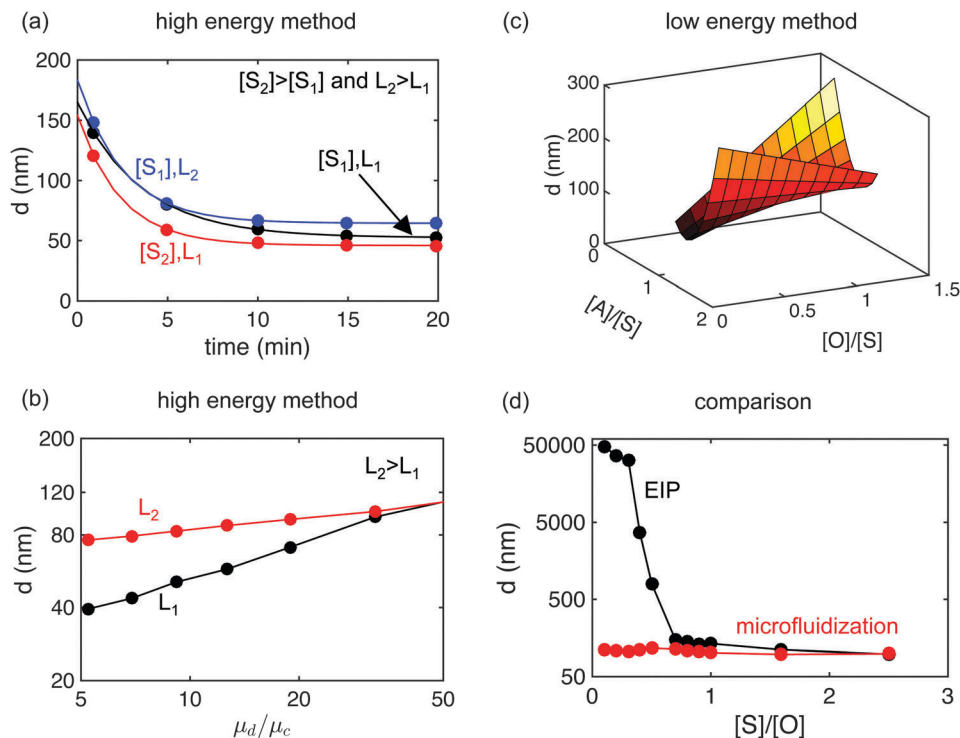 (a) high energy method
200
150
100
50
0
d (nm)
[S₂]>[S₁] and L₂>L₁
[S₁],L₂
[S₁],L₁
[S₂],L₁
0 5 10 15 20
time (min)
(c) low energy method
300
200
100
0
d (nm)
0
1
2
[A]/[S]
0
0.5
1
1.5
[O]/[S]
(b) high energy method
200
120
80
40
20
d (nm)
L₂>L₁
L₂
L₁
5 10 20 50
μd/μc
(d) comparison
50000
5000
500
50
d (nm)
EIP
microfluidization
0 1 2 3
[S]/[O]